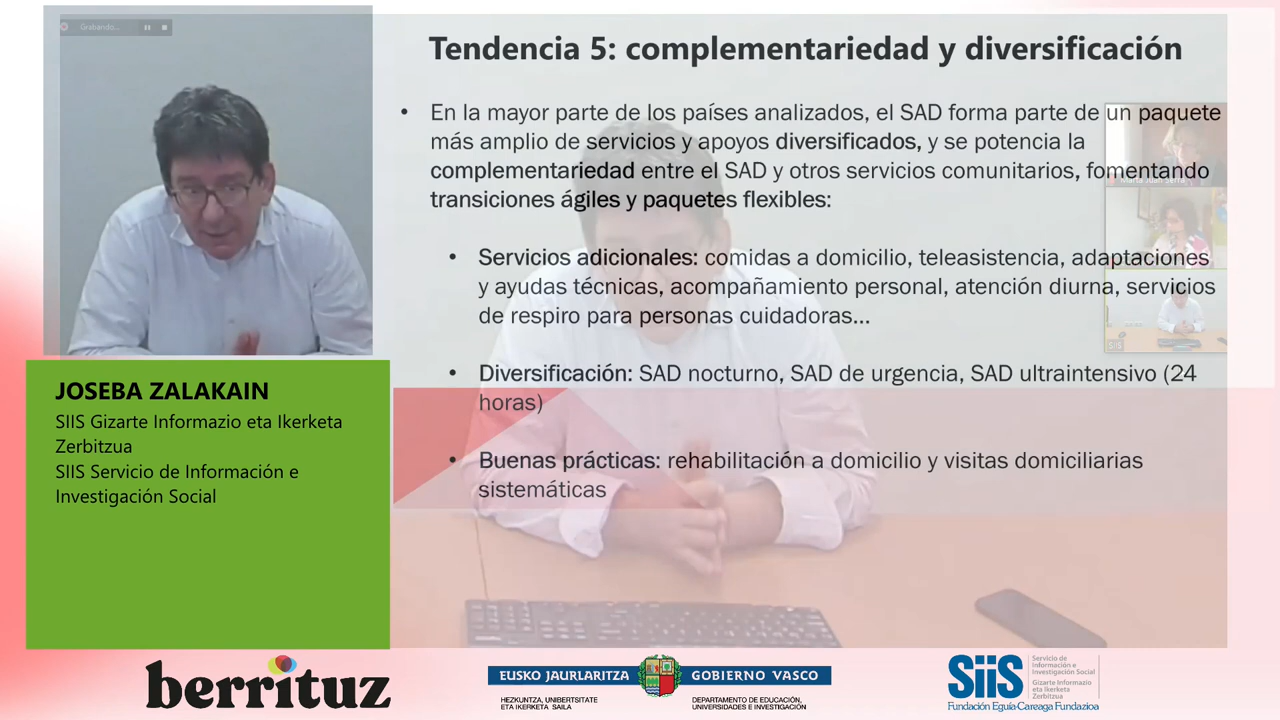 Grabando...
Tendencia 5: complementariedad y diversificación
• En la mayor parte de los países analizados, el SAD forma parte de un paquete
más amplio de servicios y apoyos diversificados, y se potencia la
complementariedad entre el SAD y otros servicios comunitarios, fomentando
transiciones ágiles y paquetes flexibles:
• Servicios adicionales: comidas a domicilio, teleasistencia, adaptaciones
y ayudas técnicas, acompañamiento personal, atención diurna, servicios
de respiro para personas cuidadoras...
• Diversificación: SAD nocturno, SAD de urgencia, SAD ultraintensivo (24
horas)
• Buenas prácticas: rehabilitación a domicilio y visitas domiciliarias
sistemáticas
SIIS
JOSEBA ZALAKAIN
SIIS Gizarte Informazio eta Ikerketa
Zerbitzua
SIIS Servicio de Información e
Investigación Social
berrituz
EUSKO JAURLARITZA
GOBIERNO VASCO
HEZKUNTZA, UNIBERTSITATE
ETA IKERKETA SAILA
DEPARTAMENTO DE EDUCACIÓN,
UNIVERSIDADES E INVESTIGACIÓN
SiiS
Servicio de
Información e
Investigación Social
Gizarte Informazio
eta Ikerketa
Zerbitzua
Fundación Eguía-Careaga Fundazioa